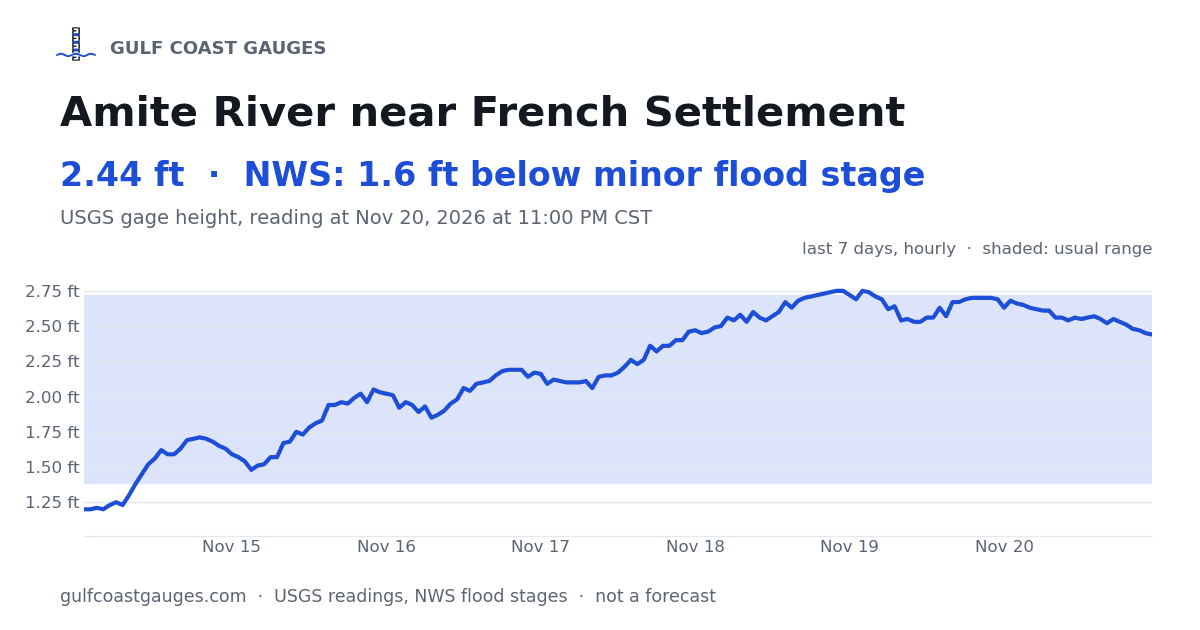 GULF COAST GAUGES
Amite River near French Settlement
2.44 ft · NWS: 1.6 ft below minor flood stage
USGS gage height, reading at Nov 20, 2026 at 11:00 PM CST
last 7 days, hourly · shaded: usual range
2.75 ft
2.50 ft
2.25 ft
2.00 ft
1.75 ft
1.50 ft
1.25 ft
Nov 15 Nov 16 Nov 17 Nov 18 Nov 19 Nov 20
gulfcoastgauges.com · USGS readings, NWS flood stages · not a forecast